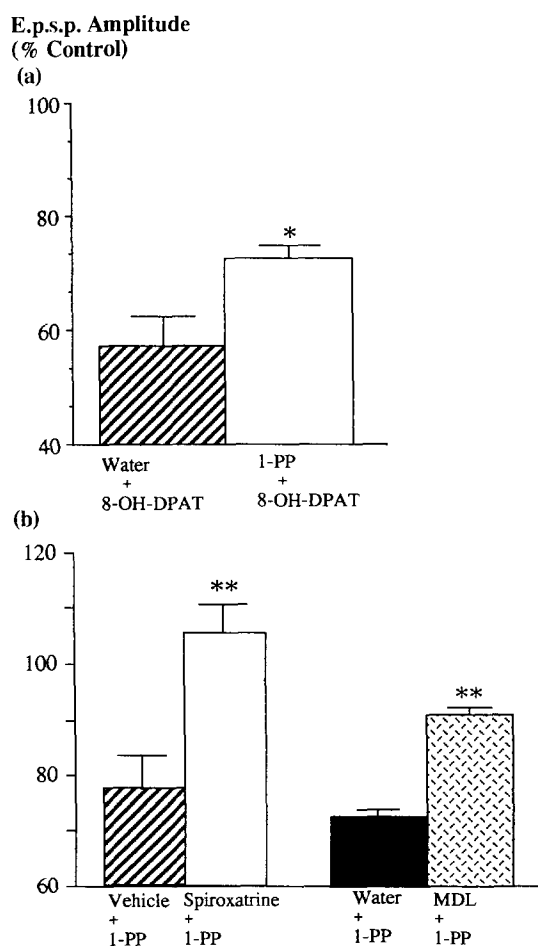 E.p.s.p. Amplitude
(% Control)
(a)
100
80
60
40
*
Water + 8-OH-DPAT
1-PP + 8-OH-DPAT
(b)
120
100
80
60
**
**
Vehicle + 1-PP
Spiroxatrine + 1-PP
Water + 1-PP
MDL + 1-PP